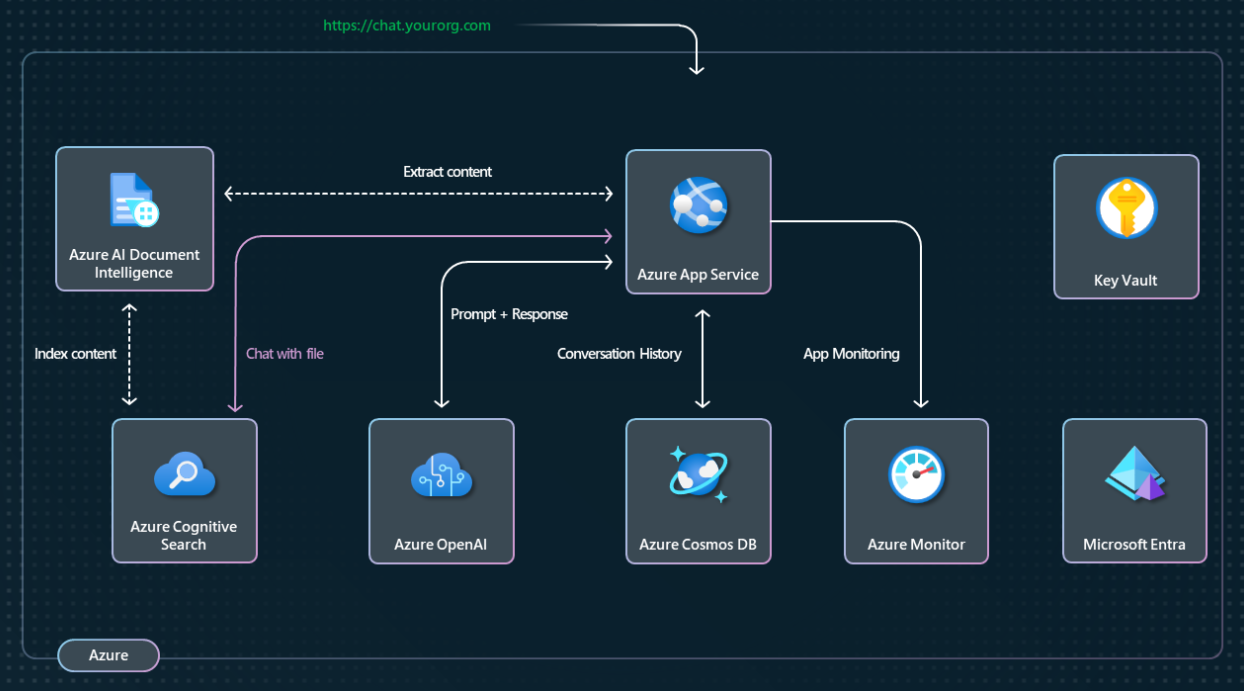 https://chat.yourorg.com
Extract content
Azure AI Document
Intelligence
Azure App Service
Key Vault
Prompt + Response
Index content
Chat with file
Conversation History
App Monitoring
Azure Cognitive
Search
Azure OpenAI
Azure Cosmos DB
Azure Monitor
Microsoft Entra
Azure